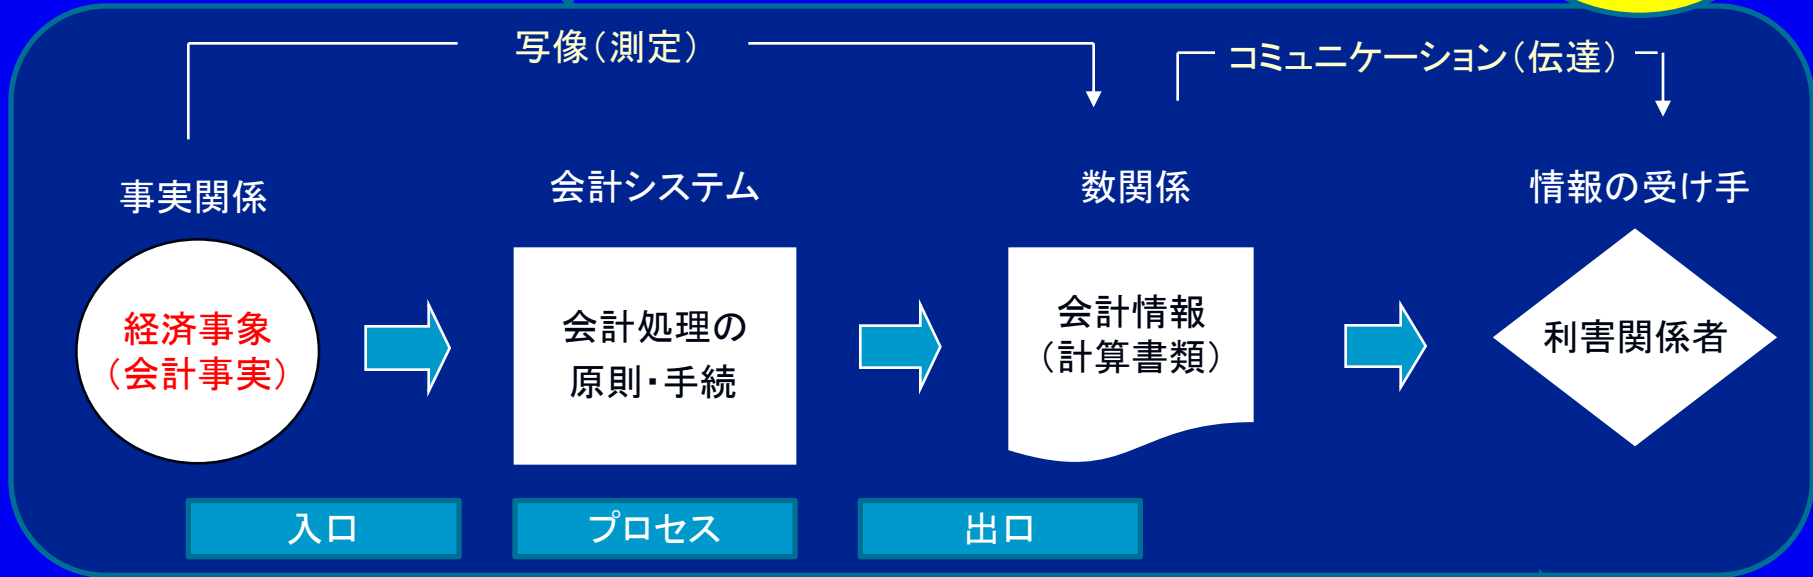 写像(測定)
コミュニケーション(伝達)
事実関係
会計システム
数関係
情報の受け手
経済事象
(会計事実)
会計処理の
原則・手続
会計情報
(計算書類)
利害関係者
入口
プロセス
出口